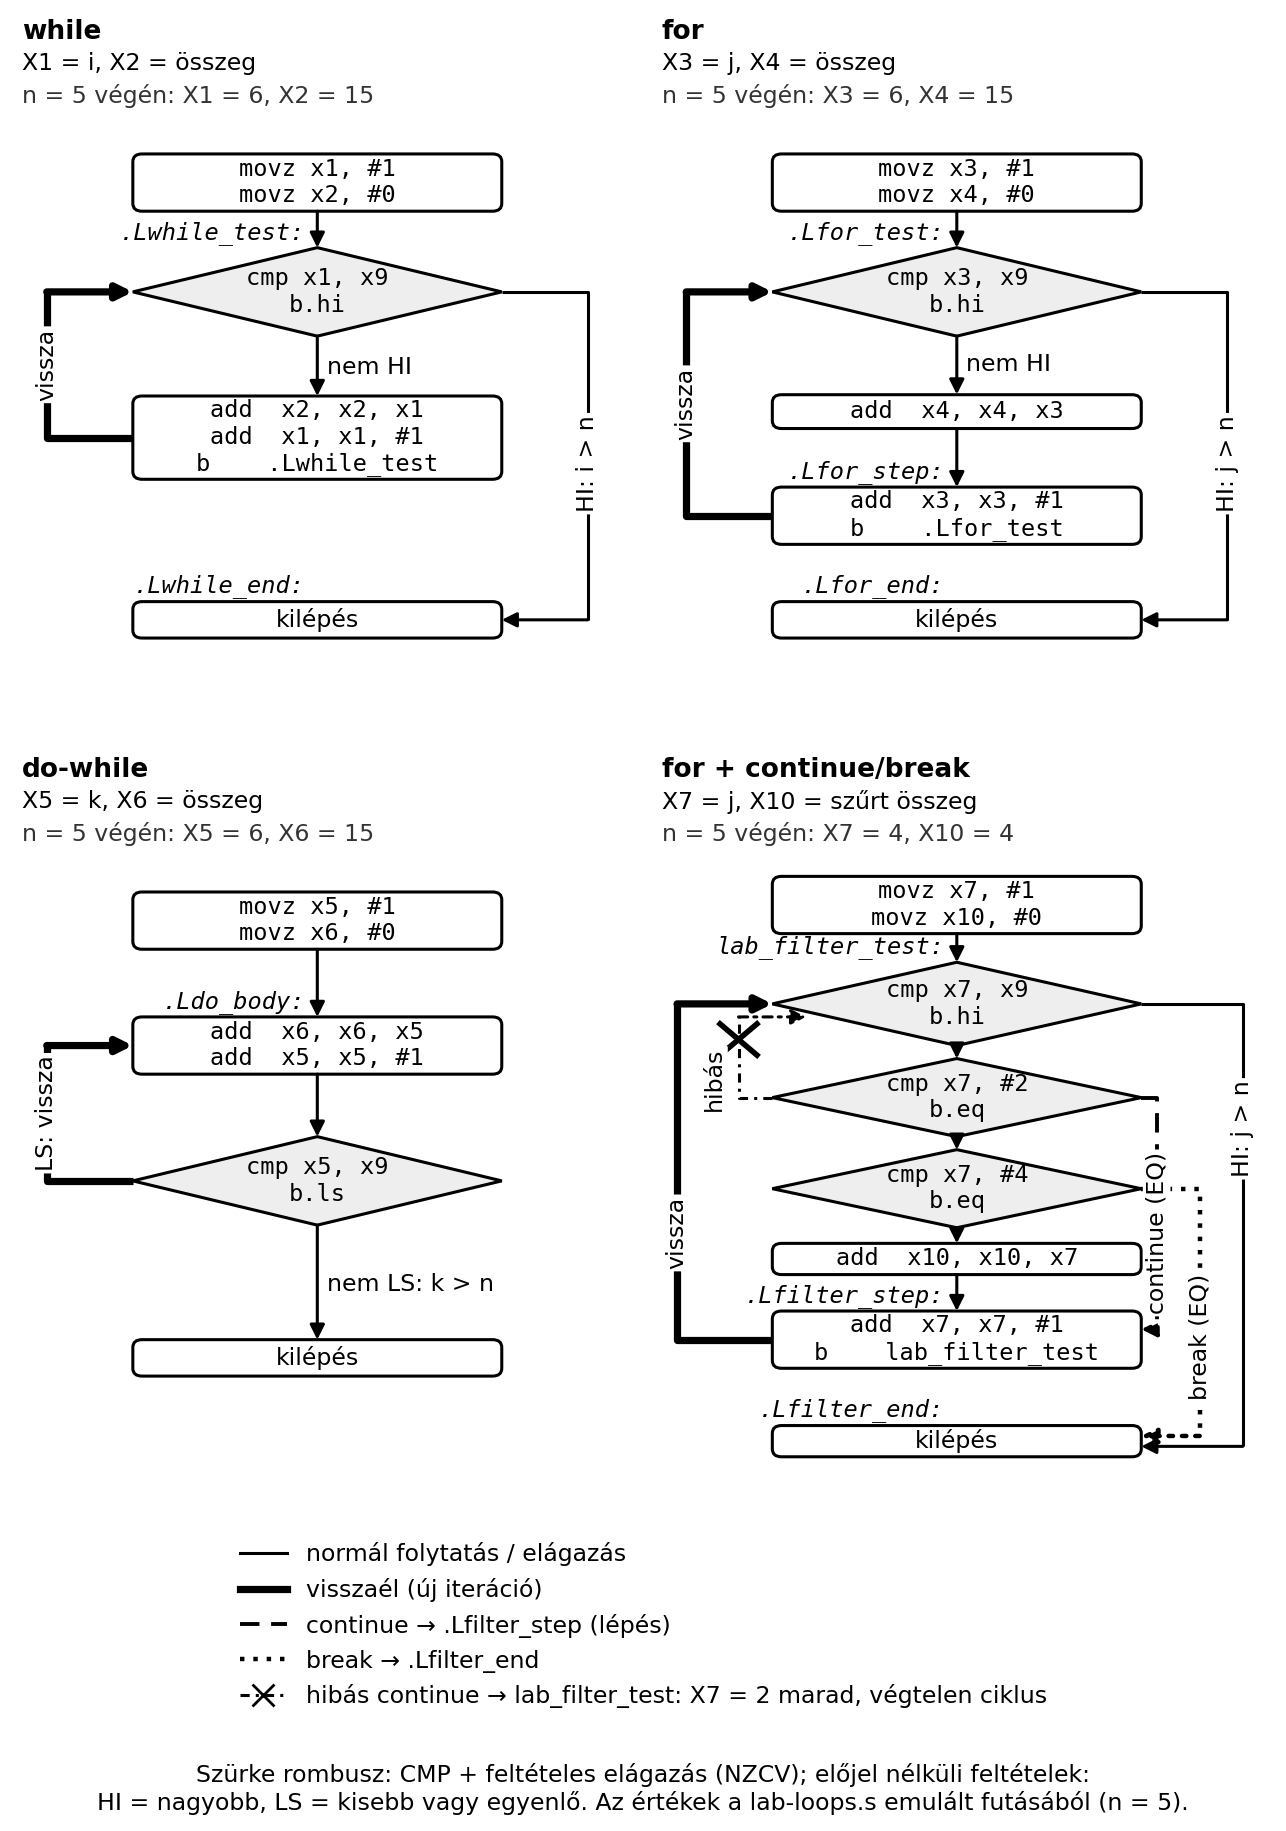 while
X1 = i, X2 = összeg
n = 5 végén: X1 = 6, X2 = 15
movz x1, #1
movz x2, #0
.Lwhile_test:
cmp x1, x9
b.hi
vissza
nem HI
add  x2, x2, x1
add  x1, x1, #1
b    .Lwhile_test
HI: i > n
.Lwhile_end:
kilépés
for
X3 = j, X4 = összeg
n = 5 végén: X3 = 6, X4 = 15
movz x3, #1
movz x4, #0
.Lfor_test:
cmp x3, x9
b.hi
vissza
nem HI
add  x4, x4, x3
.Lfor_step:
add  x3, x3, #1
b    .Lfor_test
HI: j > n
.Lfor_end:
kilépés
do-while
X5 = k, X6 = összeg
n = 5 végén: X5 = 6, X6 = 15
movz x5, #1
movz x6, #0
.Ldo_body:
add  x6, x6, x5
add  x5, x5, #1
LS: vissza
cmp x5, x9
b.ls
nem LS: k > n
kilépés
for + continue/break
X7 = j, X10 = szűrt összeg
n = 5 végén: X7 = 4, X10 = 4
movz x7, #1
movz x10, #0
lab_filter_test:
cmp x7, x9
b.hi
hibás
cmp x7, #2
b.eq
cmp x7, #4
b.eq
vissza
continue (EQ)
break (EQ)
HI: j > n
add  x10, x10, x7
.Lfilter_step:
add  x7, x7, #1
b    lab_filter_test
.Lfilter_end:
kilépés
normál folytatás / elágazás
visszaél (új iteráció)
continue → .Lfilter_step (lépés)
break → .Lfilter_end
hibás continue → lab_filter_test: X7 = 2 marad, végtelen ciklus
Szürke rombusz: CMP + feltételes elágazás (NZCV); előjel nélküli feltételek:
HI = nagyobb, LS = kisebb vagy egyenlő. Az értékek a lab-loops.s emulált futásából (n = 5).